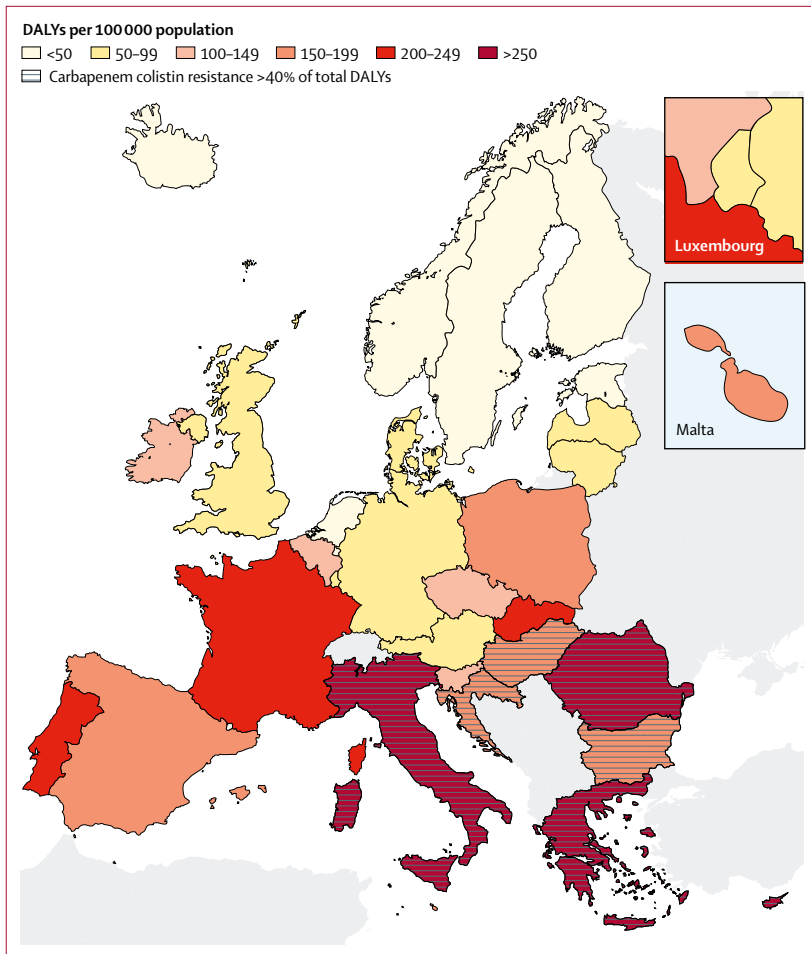 DALYs per 100 000 population
<50 50–99 100–149 150–199 200–249 >250
Carbapenem colistin resistance >40% of total DALYs
Luxembourg
Malta